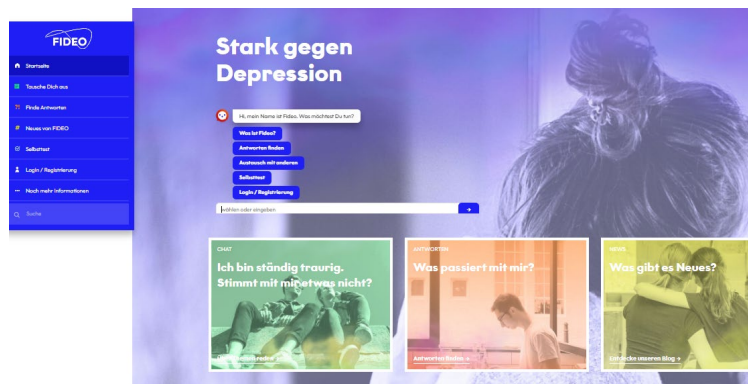 FIDEO
Startseite
Tausche Dich aus
Finde Antworten
Neues von FIDEO
Selbsttest
Login / Registrierung
Noch mehr Informationen
Suche
Stark gegen
Depression
Hi, mein Name ist Fideo. Was möchtest Du tun?
Was ist Fideo?
Antworten finden
Austausch mit anderen
Selbsttest
Login / Registrierung
wählen oder eingeben
CHAT
Ich bin ständig traurig.
Stimmt mit mir etwas nicht?
ANTWORTEN
Was passiert mit mir?
Antworten finden
NEWS
Was gibt es Neues?
Entdecke unseren Blog